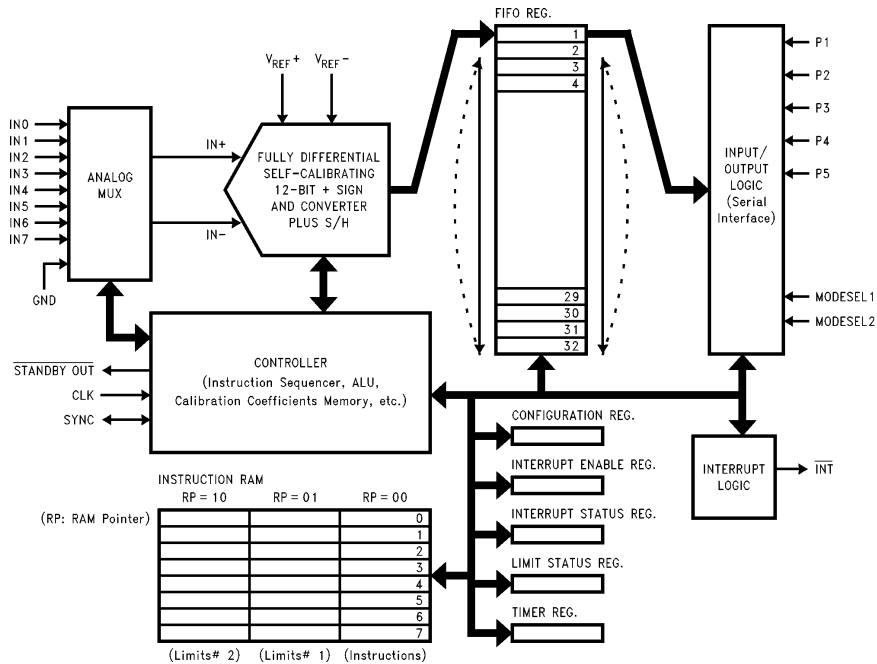 FIFO REG.
1
2
3
4
29
30
31
32
VREF+
VREF-
IN0
IN1
IN2
IN3
IN4
IN5
IN6
IN7
GND
ANALOG
MUX
IN+
IN-
FULLY DIFFERENTIAL
SELF-CALIBRATING
12-BIT + SIGN
AND CONVERTER
PLUS S/H
INPUT/
OUTPUT
LOGIC
(Serial
Interface)
P1
P2
P3
P4
P5
MODESEL1
MODESEL2
STANDBY OUT
CLK
SYNC
CONTROLLER
(Instruction Sequencer, ALU,
Calibration Coefficients Memory, etc.)
CONFIGURATION REG.
INTERRUPT ENABLE REG.
INTERRUPT STATUS REG.
LIMIT STATUS REG.
TIMER REG.
INTERRUPT
LOGIC
INT
INSTRUCTION RAM
RP = 10 RP = 01 RP = 00
(RP: RAM Pointer)
0
1
2
3
4
5
6
7
(Limits# 2) (Limits# 1) (Instructions)